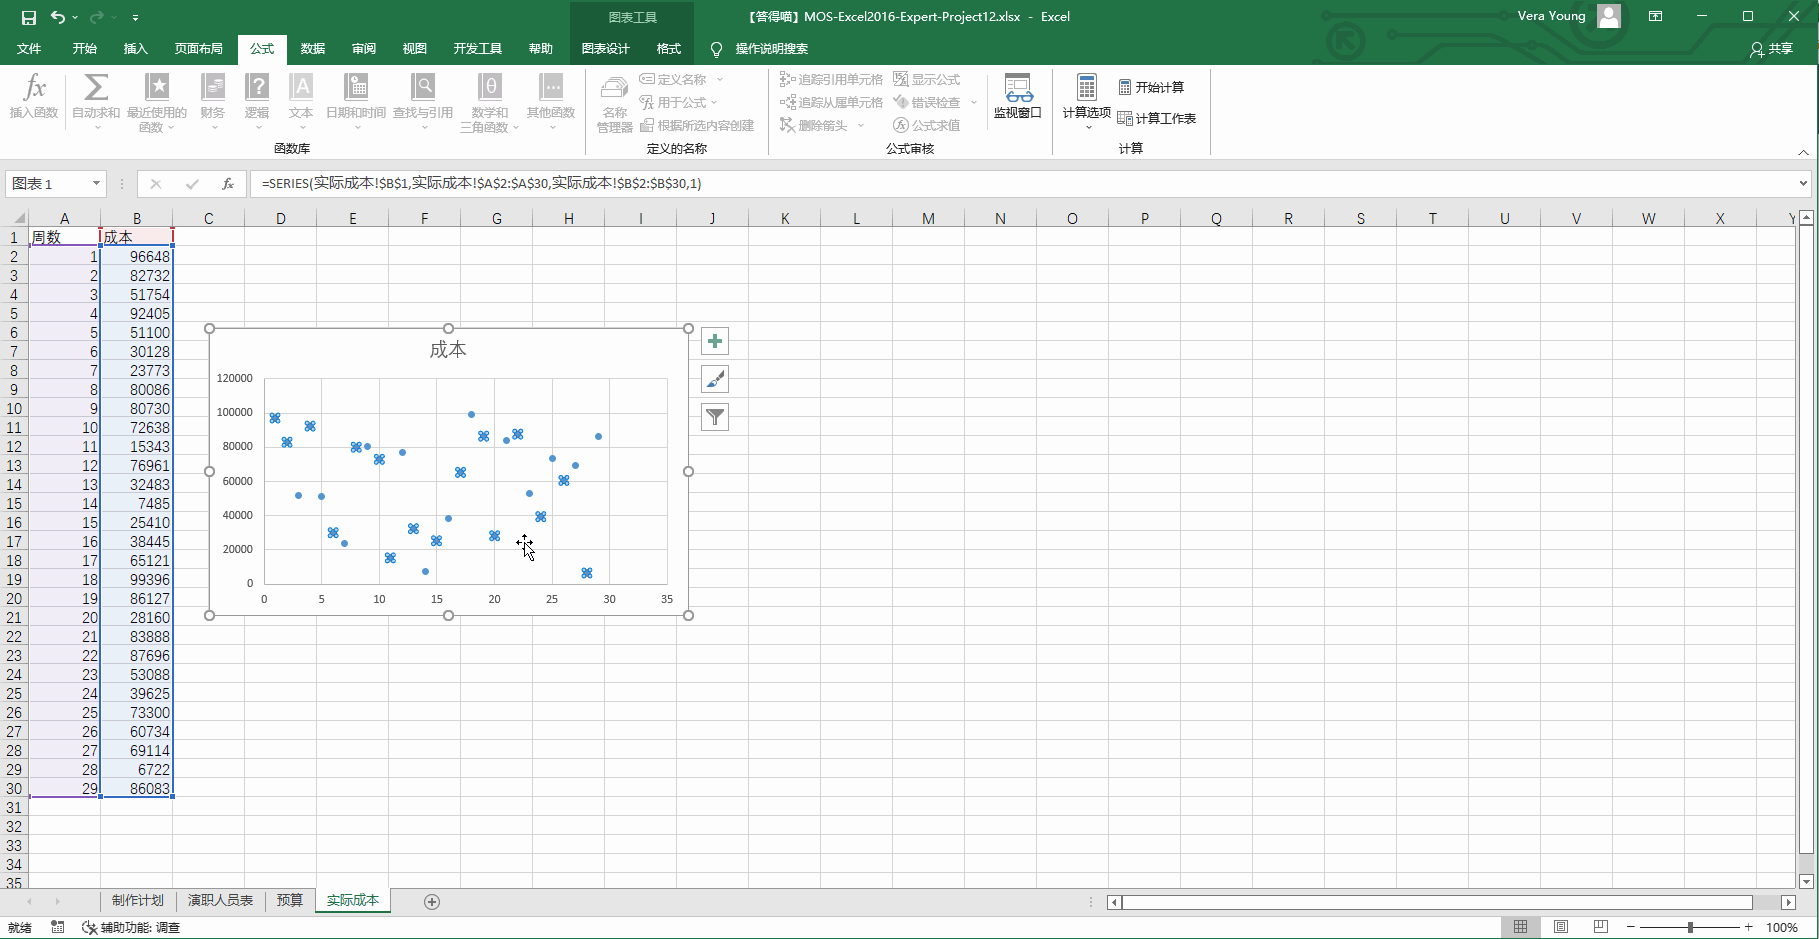 图表工具
【答得喵】MOS-Excel2016-Expert-Project12.xlsx - Excel
Vera Young
文件 开始 插入 页面布局 公式 数据 审阅 视图 开发工具 帮助 图表设计 格式 操作说明搜索 共享
fx 插入函数
Σ 自动求和
最近使用的函数
财务
逻辑
A 文本
日期和时间
查找与引用
θ 数学和三角函数
其他函数
函数库
名称管理器
定义名称
用于公式
根据所选内容创建
定义的名称
追踪引用单元格
追踪从属单元格
删除箭头
显示公式
错误检查
公式求值
公式审核
监视窗口
计算选项
开始计算
计算工作表
计算
图表 1 fx =SERIES(实际成本!$B$1,实际成本!$A$2:$A$30,实际成本!$B$2:$B$30,1)
A B C D E F G H I J K L M N O P Q R S T U V W X Y
1 周数 成本
2 1 96648
3 2 82732
4 3 51754
5 4 92405
6 5 51100
7 6 30128
8 7 23773
9 8 80086
10 9 80730
11 10 72638
12 11 15343
13 12 76961
14 13 32483
15 14 7485
16 15 25410
17 16 38445
18 17 65121
19 18 99396
20 19 86127
21 20 28160
22 21 83888
23 22 87696
24 23 53088
25 24 39625
26 25 73300
27 26 60734
28 27 69114
29 28 6722
30 29 86083
31
32
33
34
35
成本
120000
100000
80000
60000
40000
20000
0
0 5 10 15 20 25 30 35
制作计划 演职人员表 预算 实际成本
就绪 辅助功能: 调查 100%